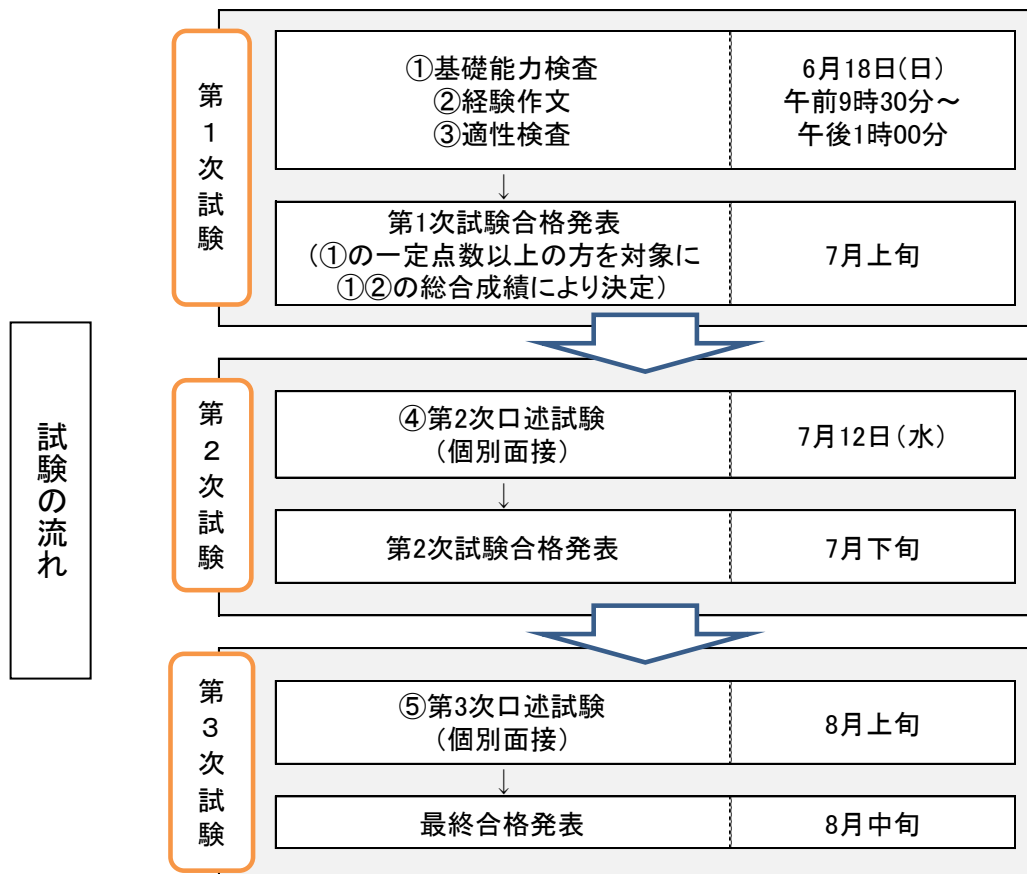 試験の流れ
第1次試験
①基礎能力検査
②経験作文
③適性検査
6月18日(日)
午前9時30分～
午後1時00分
↓
第1次試験合格発表
(①の一定点数以上の方を対象に
①②の総合成績により決定)
7月上旬
第2次試験
④第2次口述試験
(個別面接)
7月12日(水)
↓
第2次試験合格発表
7月下旬
第3次試験
⑤第3次口述試験
(個別面接)
8月上旬
↓
最終合格発表
8月中旬